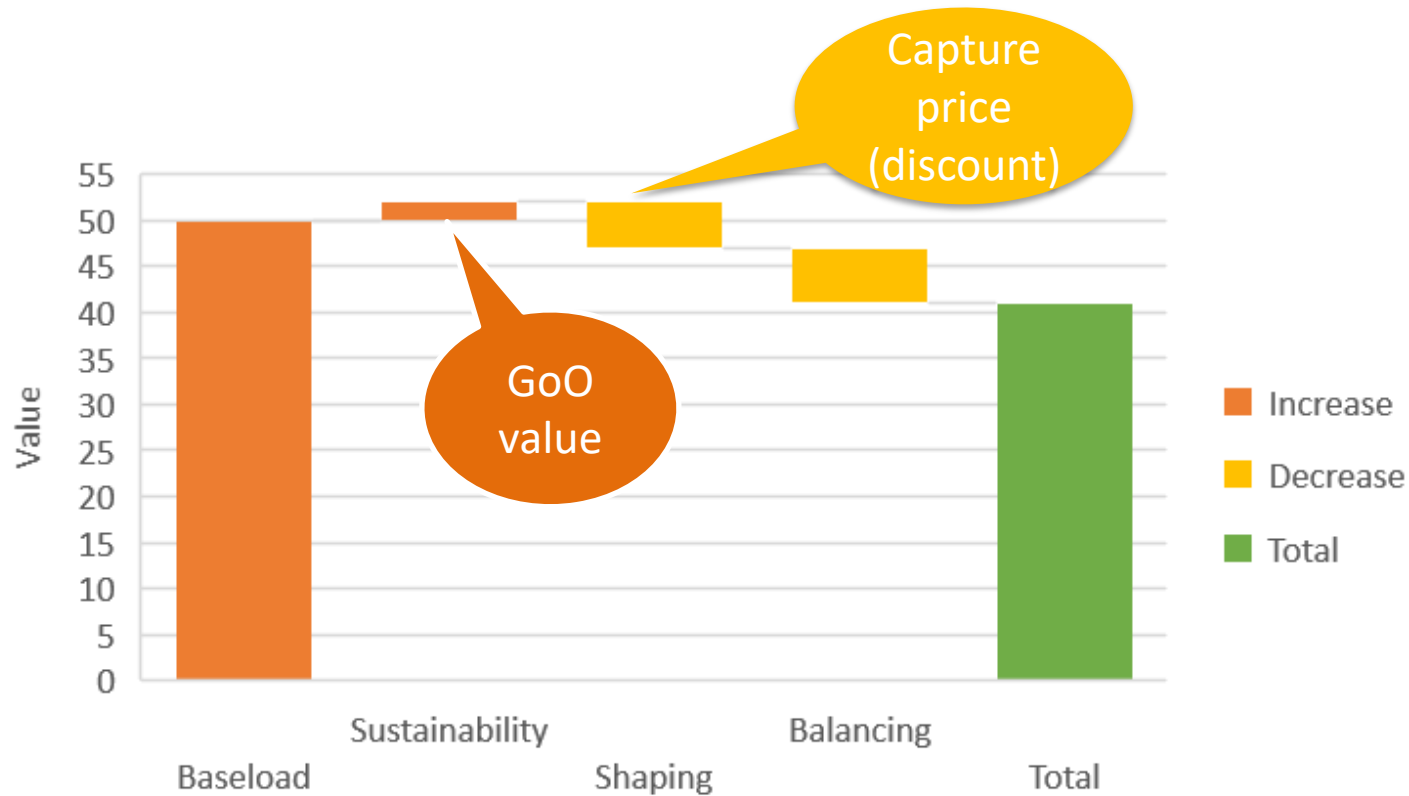 Capture
price
(discount)
55
50
45
40
35
30
25
20
15
10
5
0
Value
GoO
value
Increase
Decrease
Total
Sustainability
Balancing
Baseload
Shaping
Total